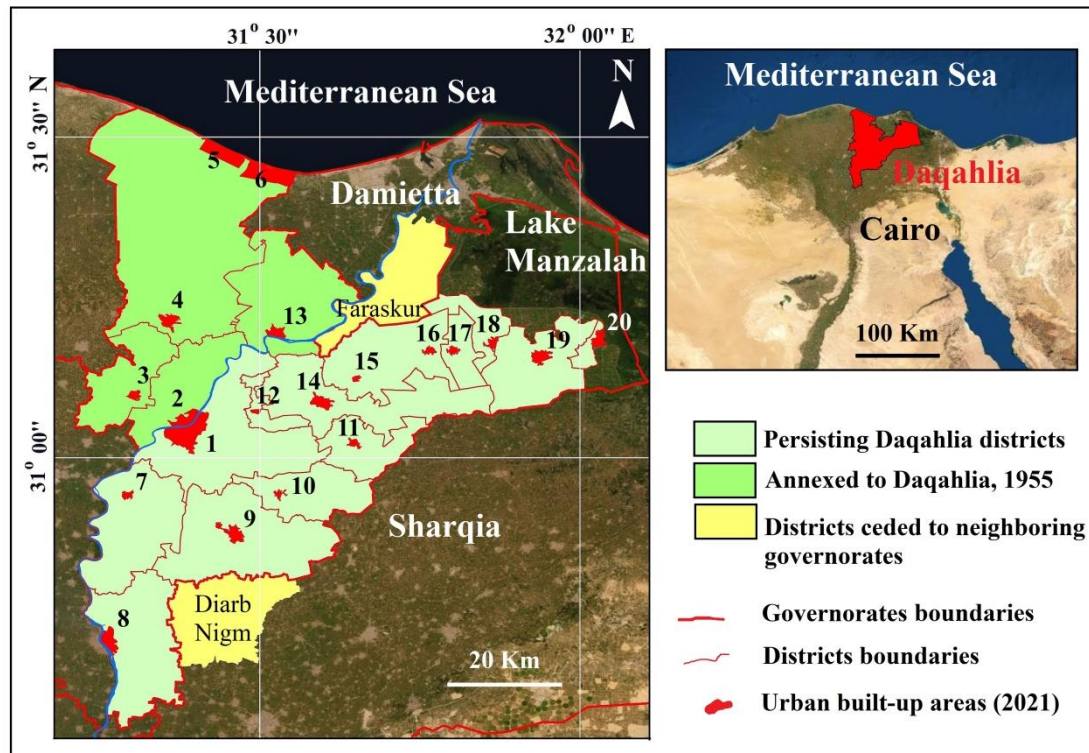 31° 30''
32° 00'' E
31° 30'' N
31° 00''
Mediterranean Sea
N
5
6
Damietta
Lake
Manzalah
4
13
Faraskur
3
2
1
12
14
15
16
17
18
19
20
11
7
10
9
Sharqia
8
Diarb
Nigm
20 Km
Mediterranean Sea
Daqahlia
Cairo
100 Km
Persisting Daqahlia districts
Annexed to Daqahlia, 1955
Districts ceded to neighboring
governorates
Governorates boundaries
Districts boundaries
Urban built-up areas (2021)